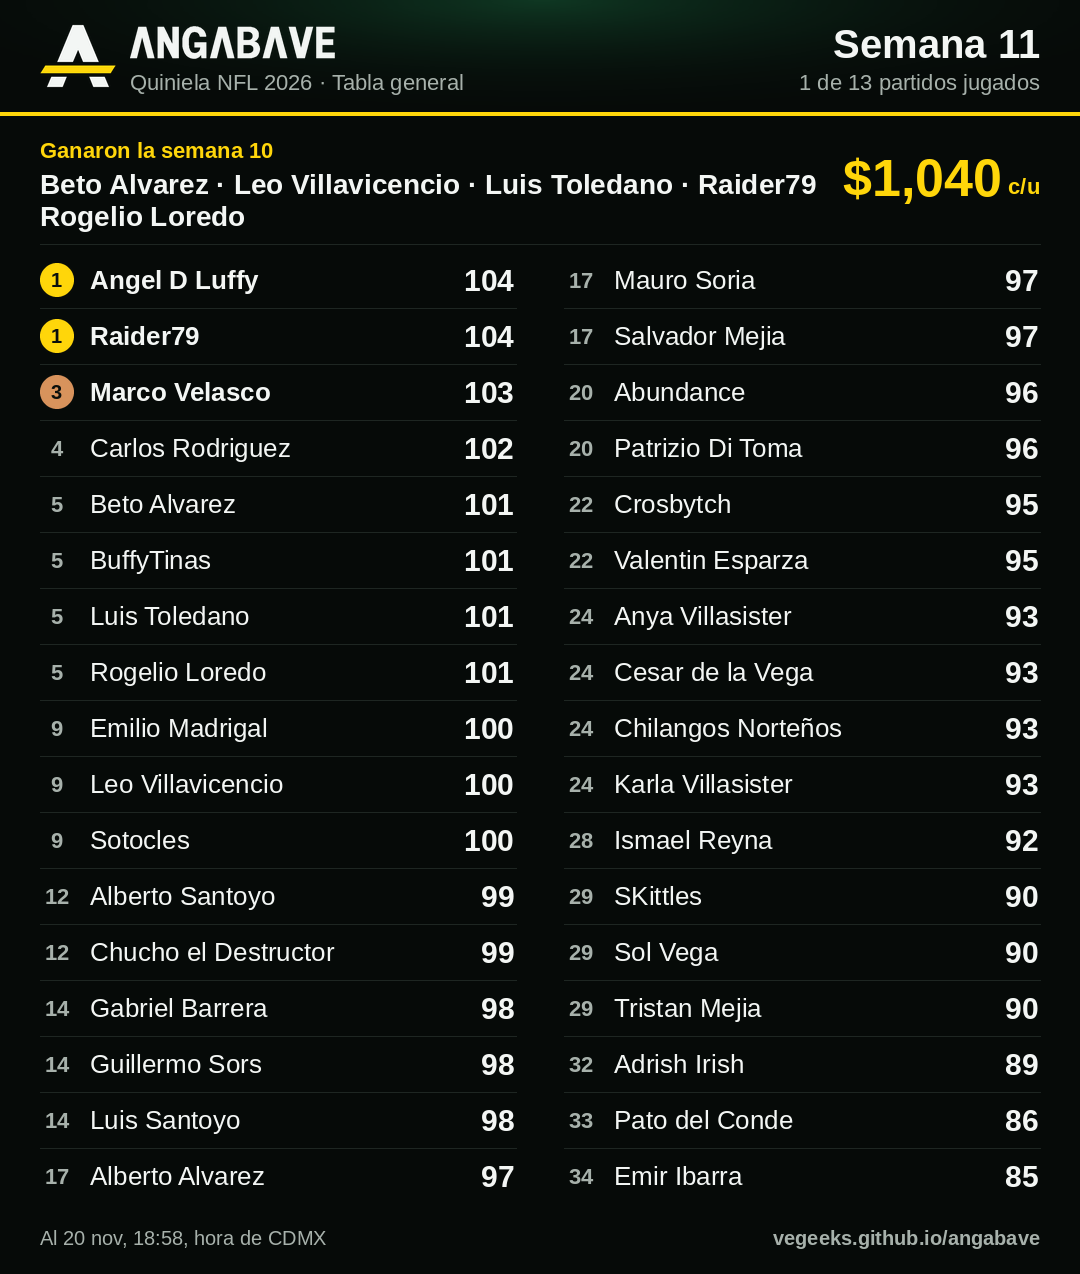 ANGABAVE
Quiniela NFL 2026 · Tabla general
Semana 11
1 de 13 partidos jugados
Ganaron la semana 10
Beto Alvarez · Leo Villavicencio · Luis Toledano · Raider79
Rogelio Loredo
$1,040 c/u
1 Angel D Luffy 104
1 Raider79 104
3 Marco Velasco 103
4 Carlos Rodriguez 102
5 Beto Alvarez 101
5 BuffyTinas 101
5 Luis Toledano 101
5 Rogelio Loredo 101
9 Emilio Madrigal 100
9 Leo Villavicencio 100
9 Sotocles 100
12 Alberto Santoyo 99
12 Chucho el Destructor 99
14 Gabriel Barrera 98
14 Guillermo Sors 98
14 Luis Santoyo 98
17 Alberto Alvarez 97
17 Mauro Soria 97
17 Salvador Mejia 97
20 Abundance 96
20 Patrizio Di Toma 96
22 Crosbytch 95
22 Valentin Esparza 95
24 Anya Villasister 93
24 Cesar de la Vega 93
24 Chilangos Norteños 93
24 Karla Villasister 93
28 Ismael Reyna 92
29 SKittles 90
29 Sol Vega 90
29 Tristan Mejia 90
32 Adrish Irish 89
33 Pato del Conde 86
34 Emir Ibarra 85
Al 20 nov, 18:58, hora de CDMX
vegeeks.github.io/angabave